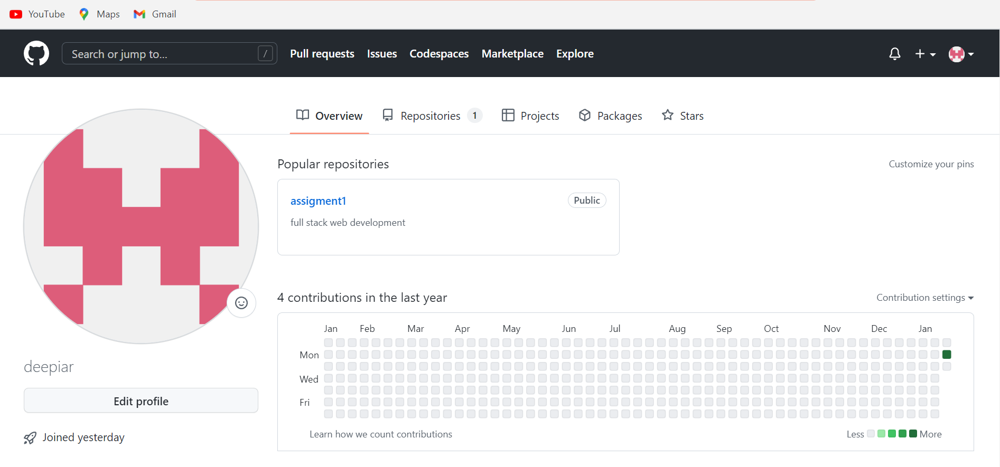 YouTube Maps Gmail
Search or jump to... / Pull requests Issues Codespaces Marketplace Explore
Overview Repositories 1 Projects Packages Stars
Popular repositories Customize your pins
assigment1 Public
full stack web development
4 contributions in the last year Contribution settings
Jan Feb Mar Apr May Jun Jul Aug Sep Oct Nov Dec Jan
Mon
Wed
Fri
Learn how we count contributions Less More
deepiar
Edit profile
Joined yesterday